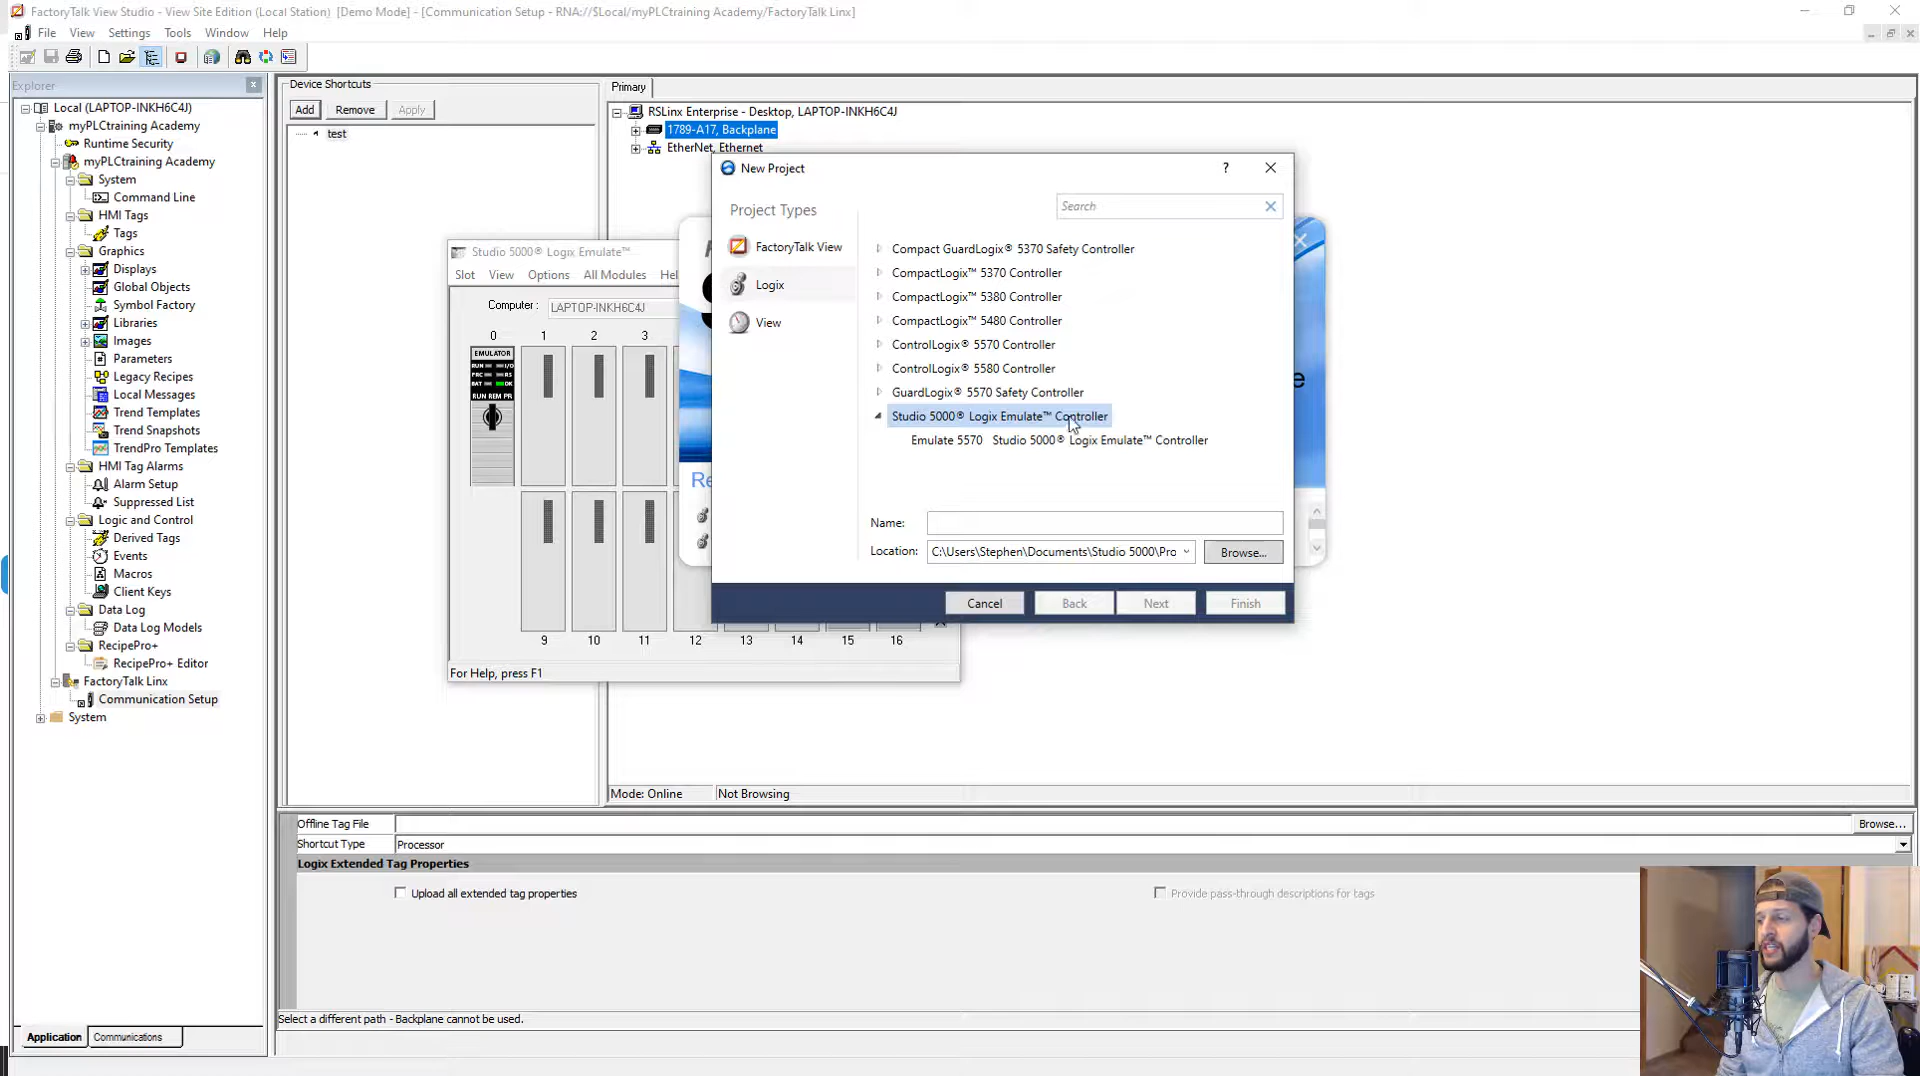 FactoryTalk View Studio - View Site Edition (Local Station)  [Demo Mode] - [Communication Setup - RNA://$Local/myPLCtraining Academy/FactoryTalk Linx]
File View Settings Tools Window Help
Explorer
Local (LAPTOP-INKH6C4J)
myPLCtraining Academy
Runtime Security
myPLCtraining Academy
System
Command Line
HMI Tags
Tags
Graphics
Displays
Global Objects
Symbol Factory
Libraries
Images
Parameters
Legacy Recipes
Local Messages
Trend Templates
Trend Snapshots
TrendPro Templates
HMI Tag Alarms
Alarm Setup
Suppressed List
Logic and Control
Derived Tags
Events
Macros
Client Keys
Data Log
Data Log Models
RecipePro+
RecipePro+ Editor
FactoryTalk Linx
Communication Setup
System
Application Communications
Device Shortcuts
Add Remove Apply
test
Primary
RSLinx Enterprise - Desktop, LAPTOP-INKH6C4J
1789-A17, Backplane
EtherNet, Ethernet
Studio 5000® Logix Emulate™
Slot View Options All Modules Hel
Computer : LAPTOP-INKH6C4J
0 1 2 3
EMULATOR
RUN I/O
FRC RS
BAT OK
RUN REM PR
9 10 11 12 13 14 15 16
For Help, press F1
Re
e
New Project
?
Project Types
Search
FactoryTalk View
Logix
View
Compact GuardLogix® 5370 Safety Controller
CompactLogix™ 5370 Controller
CompactLogix™ 5380 Controller
CompactLogix™ 5480 Controller
ControlLogix® 5570 Controller
ControlLogix® 5580 Controller
GuardLogix® 5570 Safety Controller
Studio 5000® Logix Emulate™ Controller
Emulate 5570 Studio 5000® Logix Emulate™ Controller
Name:
Location: C:\Users\Stephen\Documents\Studio 5000\Pro Browse...
Cancel Back Next Finish
Mode: Online Not Browsing
Offline Tag File Browse...
Shortcut Type Processor
Logix Extended Tag Properties
Upload all extended tag properties Provide pass-through descriptions for tags
Select a different path - Backplane cannot be used.